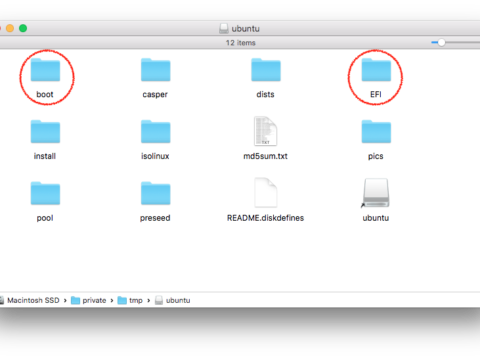 ubuntu
12 items
boot casper dists EFI
install isolinux md5sum.txt pics
pool preseed README.diskdefines ubuntu
Macintosh SSD › private › tmp › ubuntu